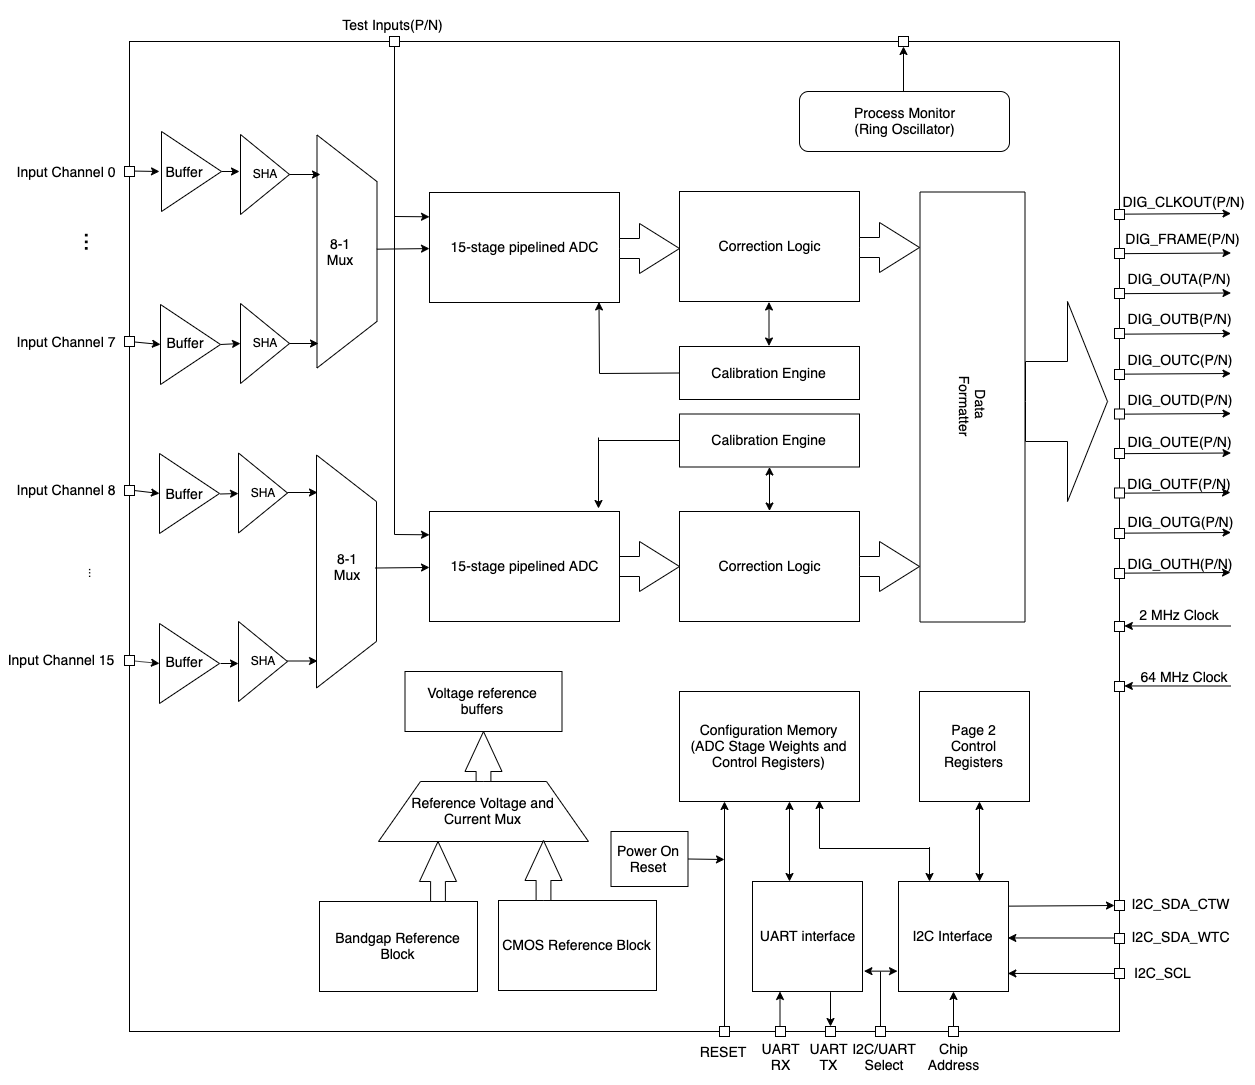 Test Inputs(P/N)
Process Monitor
(Ring Oscillator)
Input Channel 0
Buffer
SHA
8-1
Mux
15-stage pipelined ADC
Correction Logic
DIG_CLKOUT(P/N)
DIG_FRAME(P/N)
DIG_OUTA(P/N)
DIG_OUTB(P/N)
DIG_OUTC(P/N)
DIG_OUTD(P/N)
DIG_OUTE(P/N)
DIG_OUTF(P/N)
DIG_OUTG(P/N)
DIG_OUTH(P/N)
...
Input Channel 7
Buffer
SHA
Calibration Engine
Data
Formatter
Calibration Engine
Input Channel 8
Buffer
SHA
8-1
Mux
15-stage pipelined ADC
Correction Logic
...
2 MHz Clock
Input Channel 15
Buffer
SHA
64 MHz Clock
Voltage reference
buffers
Configuration Memory
(ADC Stage Weights and
Control Registers)
Page 2
Control
Registers
Reference Voltage and
Current Mux
Power On
Reset
Bandgap Reference
Block
CMOS Reference Block
UART interface
I2C Interface
I2C_SDA_CTW
I2C_SDA_WTC
I2C_SCL
RESET
UART
RX
UART
TX
I2C/UART
Select
Chip
Address